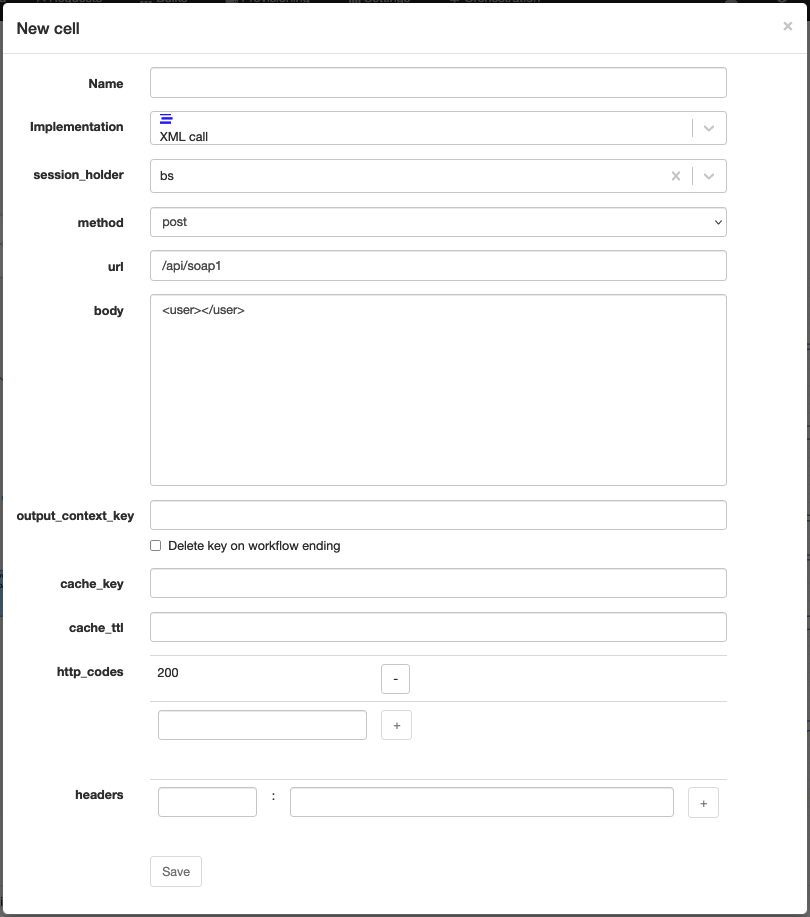 New cell
×
Name
Implementation
XML call
session_holder
bs
method
post
url
/api/soap1
body
<user></user>
output_context_key
Delete key on workflow ending
cache_key
cache_ttl
http_codes
200
-
+
headers
:
+
Save